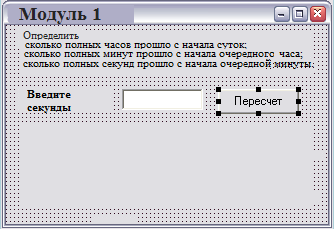 Модуль 1
Определить
сколько полных часов прошло с начала суток;
сколько полных минут прошло с начала очередного часа;
сколько полных секунд прошло с начала очередной минуты.
Введите
секунды
Пересчет